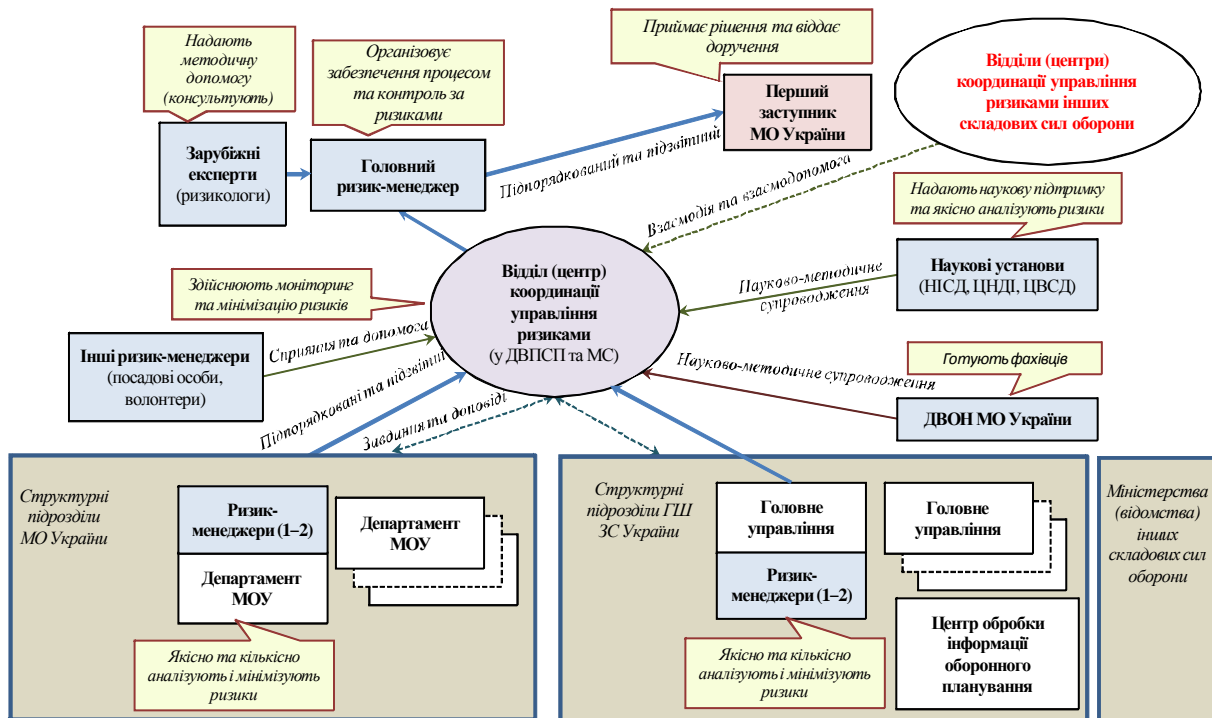 Надають
методичну
допомогу
(консультують)
Організовує
забезпечення процесом
та контроль за
ризиками
Приймає рішення та віддає
доручення
Відділи (центри)
координації управління
ризиками інших
складових сил оборони
Зарубіжні
експерти
(ризикологи)
Головний
ризик-менеджер
Підпорядкований та підзвітний
Перший
заступник
МО України
Взаємодія та взаємодопомога
Надають наукову підтримку
та якісно аналізують ризики
Здійснюють моніторинг
та мінімізацію ризиків
Відділ (центр)
координації
управління
ризиками
(у ДВПСП та МС)
Науково-методичне
супроводження
Наукові установи
(НІСД, ЦНДІ, ЦВСД)
Інші ризик-менеджери
(посадові особи,
волонтери)
Сприяння та допомога
Підпорядковані та підзвітні
Завдання та доповіді
Науково-методичне супроводження
Готують фахівців
ДВОН МО України
Структурні
підрозділи
МО України
Ризик-
менеджери (1–2)
Департамент
МОУ
Департамент
МОУ
Якісно та кількісно
аналізують і мінімізують
ризики
Структурні
підрозділи ГШ
ЗС України
Головне
управління
Ризик-
менеджери (1–2)
Головне
управління
Центр обробки
інформації
оборонного
планування
Якісно та кількісно
аналізують і мінімізують
ризики
Міністерства
(відомства)
інших
складових сил
оборони